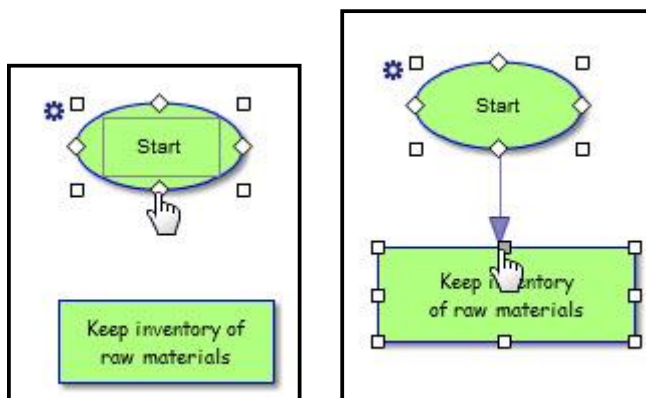 Start
Keep inventory of
raw materials
Start
Keep inventory
of raw materials